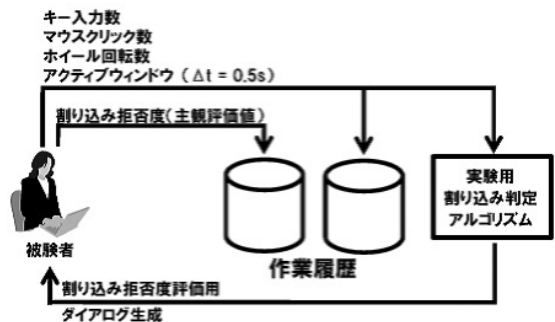 キー入力数
マウスクリック数
ホイール回転数
アクティブウィンドウ（Δt = 0.5s）
割り込み拒否度（主観評価値）
実験用
割り込み判定
アルゴリズム
被験者
作業履歴
割り込み拒否度評価用
ダイアログ生成